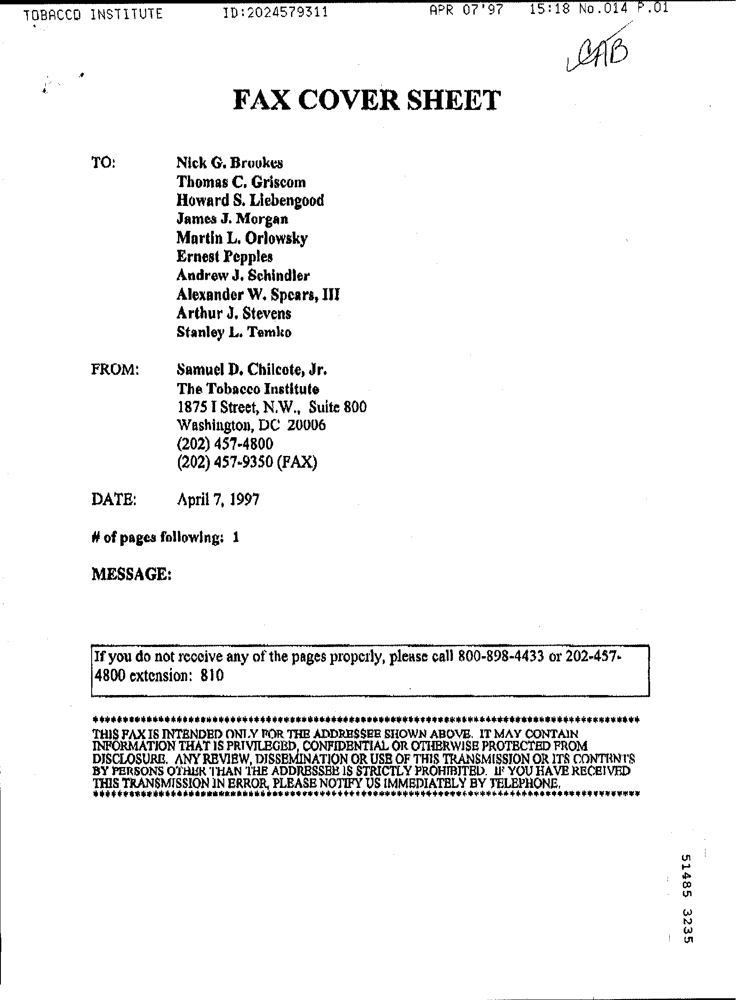 TOBACCO INSTITUTE ID:2024579311 APR 07'97 15:18 No.014 P.01
CAB
FAX COVER SHEET
TO: Nick G. Brookes
Thomas C. Griscom
Howard S. Liebengood
James J. Morgan
Martin L. Orlowsky
Ernest Pepples
Andrew J. Schindler
Alexander W. Spears, III
Arthur J. Stevens
Stanley L. Temko
FROM: Samuel D. Chilcote, Jr.
The Tobacco Institute
1875 I Street, N.W., Suite 800
Washington, DC 20006
(202) 457-4800
(202) 457-9350 (FAX)
DATE: April 7, 1997
# of pages following: 1
MESSAGE:
If you do not receive any of the pages properly, please call 800-898-4433 or 202-457-
4800 extension: 810
THIS FAX IS INTENDED ONLY FOR THE ADDRESSEE SHOWN ABOVE. IT MAY CONTAIN
INFORMATION THAT IS PRIVILEGED, CONFIDENTIAL OR OTHERWISE PROTECTED FROM
DISCLOSURE. ANY REVIEW, DISSEMINATION OR USE OF THIS TRANSMISSION OR ITS CONTENTS
BY PERSONS OTHER THAN THE ADDRESSEE IS STRICTLY PROHIBITED. IF YOU HAVE RECEIVED
THIS TRANSMISSION IN ERROR, PLEASE NOTIFY US IMMEDIATELY BY TELEPHONE.
51485 3235